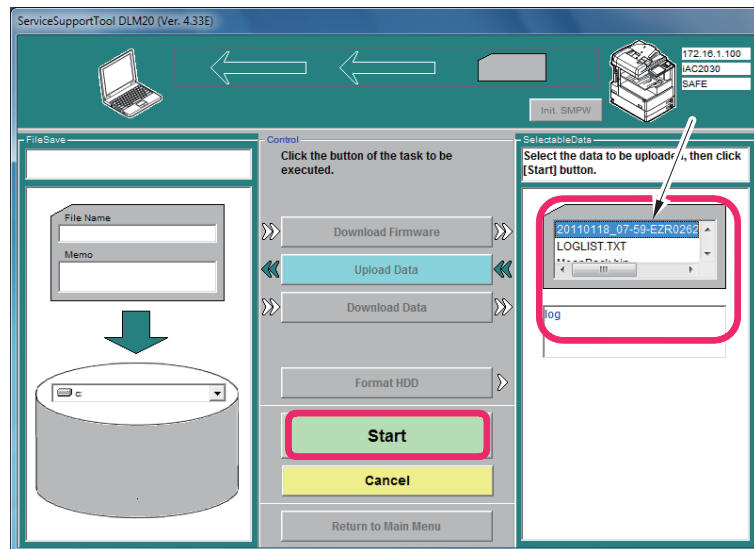 ServiceSupportTool DLM20 (Ver. 4.33E)
172.16.1.100
iAC2030
SAFE
Init. SMPW
FileSave
File Name
Memo
c:
Control
Click the button of the task to be
executed.
Download Firmware
Upload Data
Download Data
Format HDD
Start
Cancel
Return to Main Menu
SelectableData
Select the data to be uploaded, then click
[Start] button.
20110118_07-59-EZR0262
LOGLIST.TXT
log